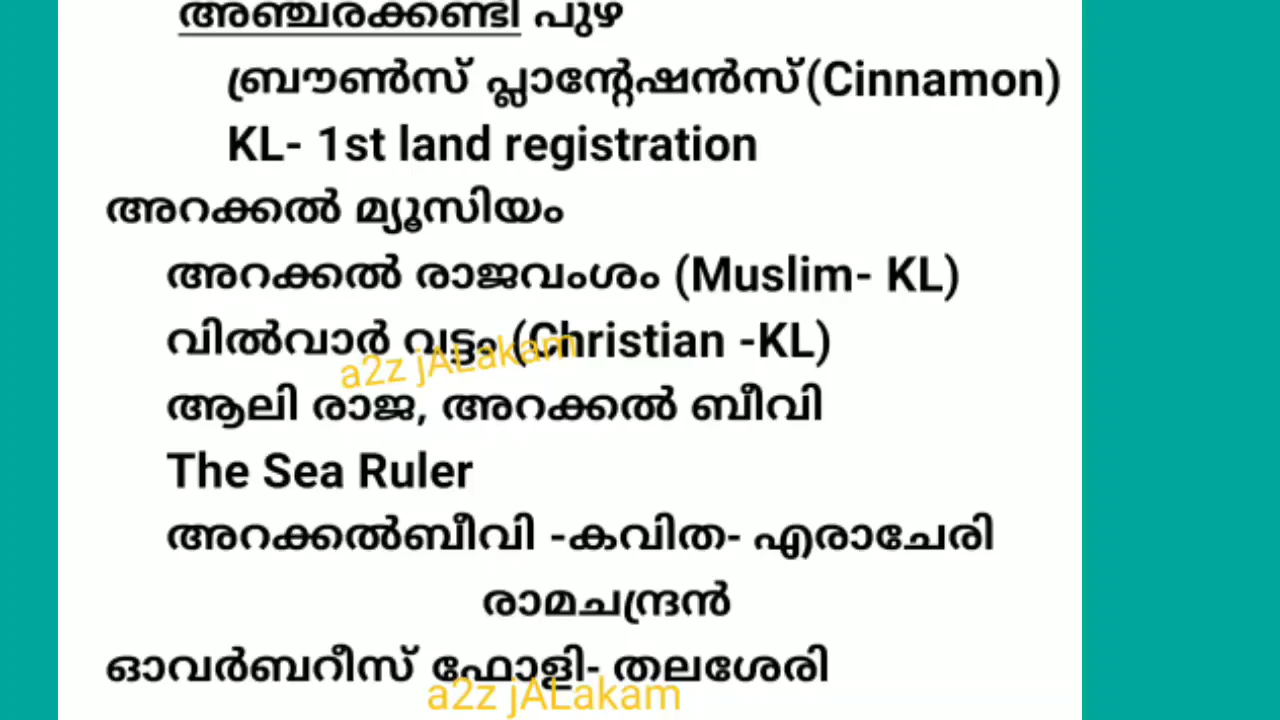 അഞ്ചരക്കണ്ടി പുഴ
ബ്രൗൺസ് പ്ലാന്റേഷൻസ്(Cinnamon)
KL- 1st land registration
അറക്കൽ മ്യൂസിയം
അറക്കൽ രാജവംശം (Muslim- KL)
വിൽവാർ വട്ടം (Christian -KL)
a2z jALakam
ആലി രാജ, അറക്കൽ ബീവി
The Sea Ruler
അറക്കൽബീവി -കവിത- എരാചേരി
രാമചന്ദ്രൻ
ഓവർബറീസ് ഫോളി- തലശേരി
a2z jALakam